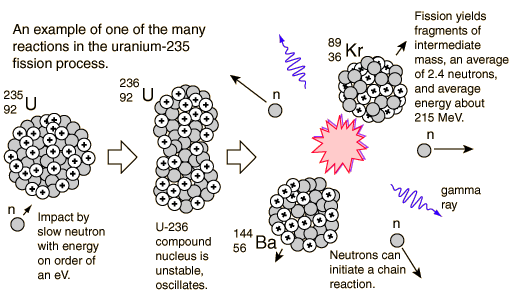 An example of one of the many
reactions in the uranium-235
fission process.
235
92 U
n
Impact by
slow neutron
with energy
on order of
an eV.
236
92 U
U-236
compound
nucleus is
unstable,
oscillates.
n
89
36 Kr
Fission yields
fragments of
intermediate
mass, an average
of 2.4 neutrons,
and average
energy about
215 MeV.
n
gamma
ray
144
56 Ba
n
Neutrons can
initiate a chain
reaction.